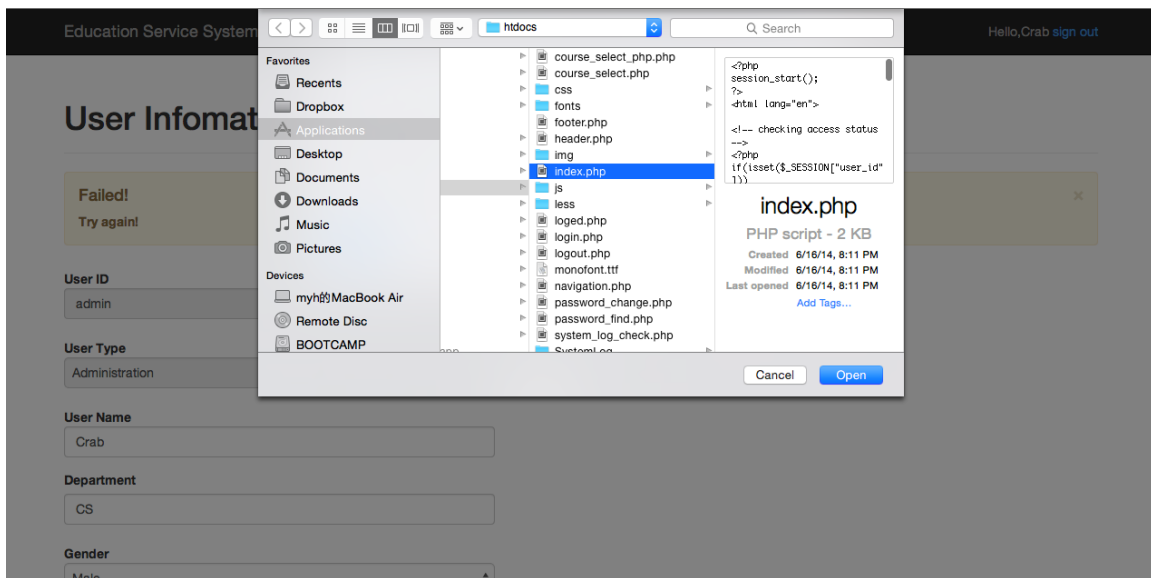 Education Service System
htdocs
Search
Hello,Crab sign out
User Infomat
Failed!
Try again!
User ID
admin
User Type
Administration
User Name
Crab
Department
CS
Gender
Male
Favorites
Recents
Dropbox
Applications
Desktop
Documents
Downloads
Music
Pictures
Devices
myh的MacBook Air
Remote Disc
BOOTCAMP
course_select_php.php
course_select.php
css
fonts
footer.php
header.php
img
index.php
js
less
loged.php
login.php
logout.php
monofont.ttf
navigation.php
password_change.php
password_find.php
system_log_check.php
SystemLog
<?php
session_start();
?>
<html lang="en">
<!-- checking access status
-->
<?php
if(isset($_SESSION["user_id"
]))
index.php
PHP script - 2 KB
Created 6/16/14, 8:11 PM
Modified 6/16/14, 8:11 PM
Last opened 6/16/14, 8:11 PM
Add Tags...
Cancel
Open